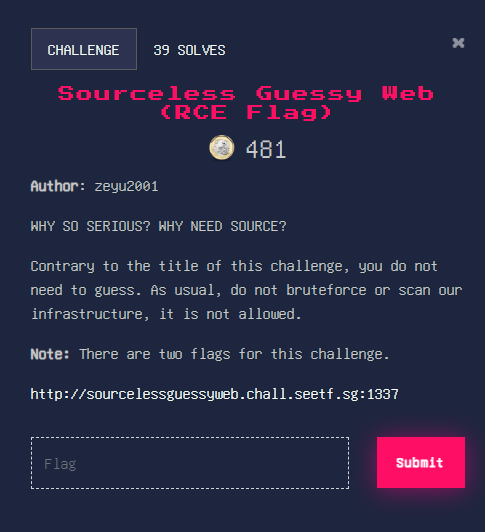 CHALLENGE 39 SOLVES ✖
Sourceless Guessy Web
(RCE Flag)
481
Author: zeyu2001
WHY SO SERIOUS? WHY NEED SOURCE?
Contrary to the title of this challenge, you do not
need to guess. As usual, do not bruteforce or scan our
infrastructure, it is not allowed.
Note: There are two flags for this challenge.
http://sourcelessguessyweb.chall.seetf.sg:1337
Flag Submit